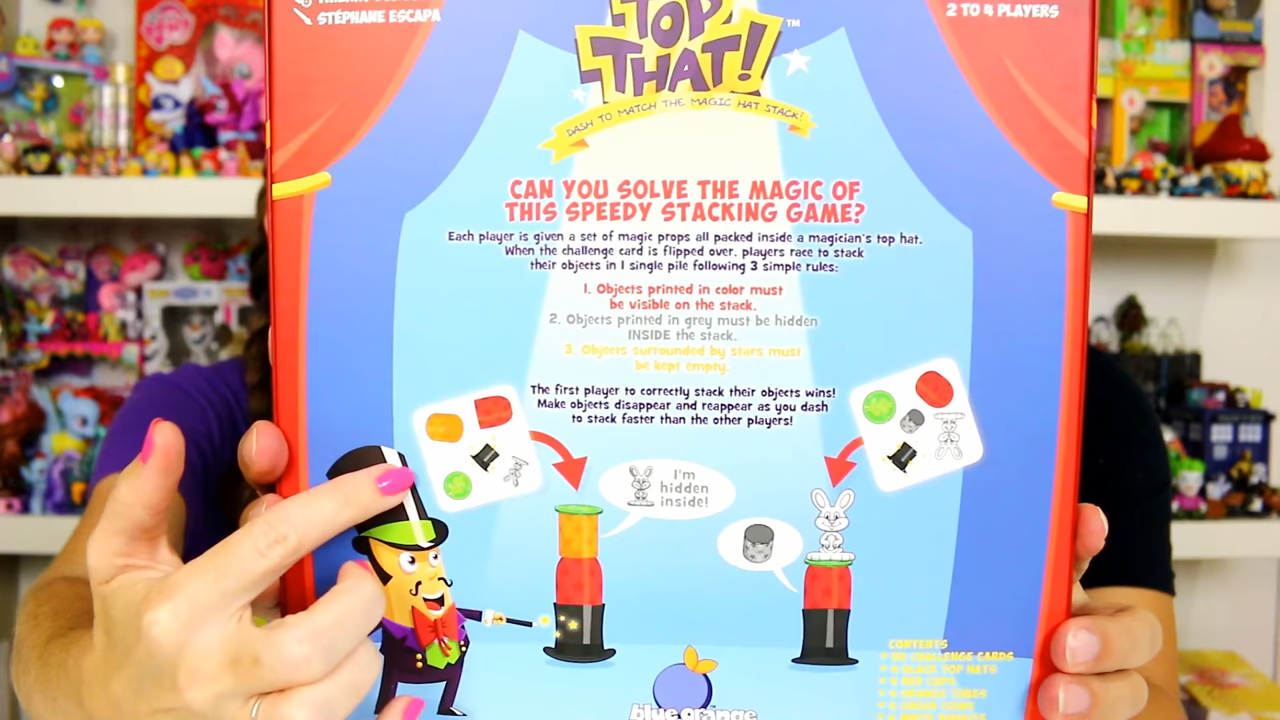 STÉPHANE ESCAPA
2 TO 4 PLAYERS
TOP
THAT!
™
DASH TO MATCH THE MAGIC HAT STACK!
CAN YOU SOLVE THE MAGIC OF
THIS SPEEDY STACKING GAME?
Each player is given a set of magic props all packed inside a magician's top hat.
When the challenge card is flipped over, players race to stack
their objects in 1 single pile following 3 simple rules:
1. Objects printed in color must
be visible on the stack.
2. Objects printed in grey must be hidden
INSIDE the stack.
3. Objects surrounded by stars must
be kept empty.
The first player to correctly stack their objects wins!
Make objects disappear and reappear as you dash
to stack faster than the other players!
I'm
hidden
inside!
CONTENTS
CHALLENGE CARDS
BLACK TOP HATS
blue orange